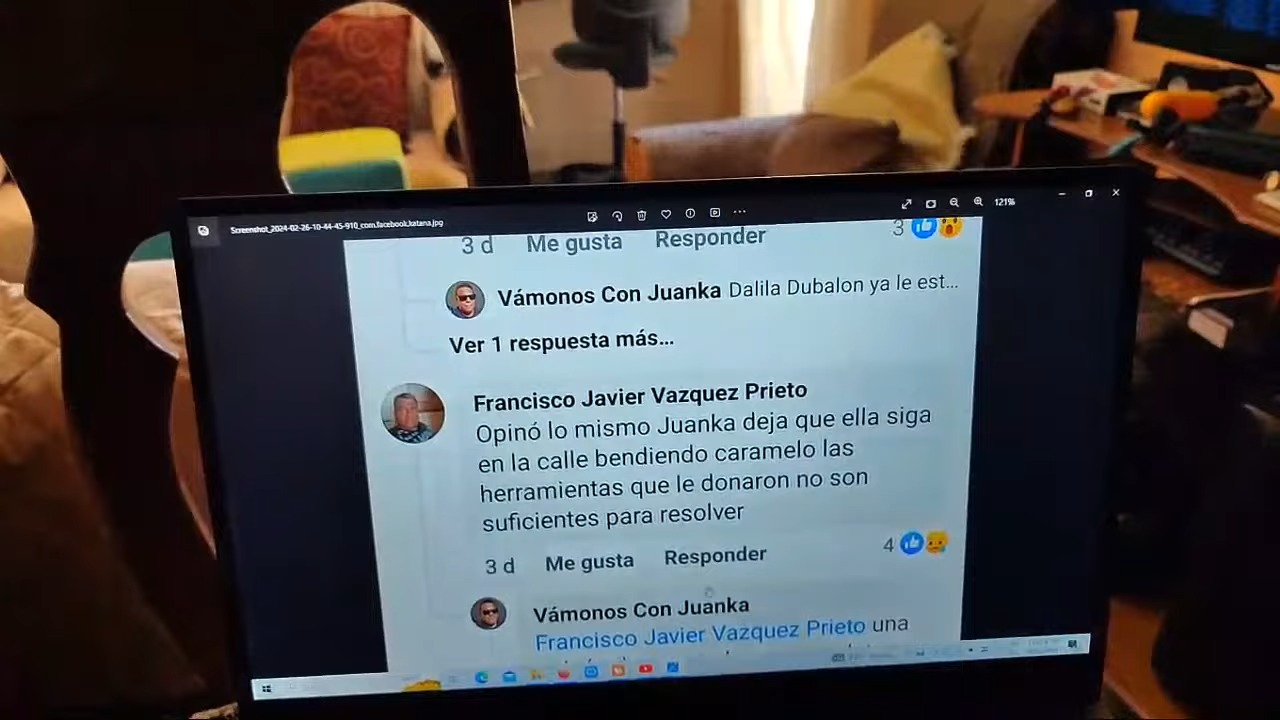 Screenshot_2024-02-26-10-44-45-910_com.facebook.katana.jpg
121%
3 d Me gusta Responder 3
Vámonos Con Juanka Dalila Dubalon ya le est...
Ver 1 respuesta más...
Francisco Javier Vazquez Prieto
Opinó lo mismo Juanka deja que ella siga
en la calle bendiendo caramelo las
herramientas que le donaron no son
suficientes para resolver
3 d Me gusta Responder 4
Vámonos Con Juanka
Francisco Javier Vazquez Prieto una